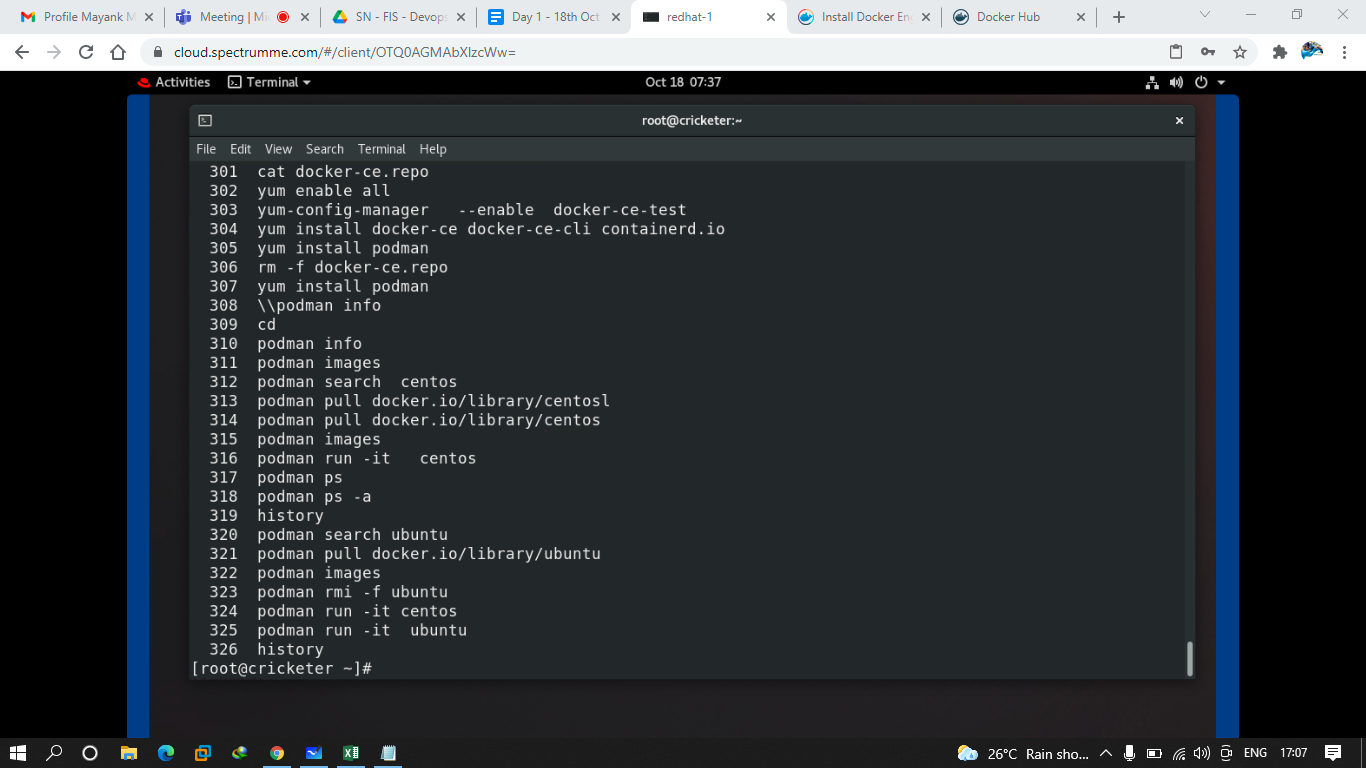 Profile Mayank M
Meeting | Mi
SN - FIS - Devops
Day 1 - 18th Oct
redhat-1
Install Docker En
Docker Hub
cloud.spectrumme.com/#/client/OTQ0AGMAbXlzcWw=
Activities
Terminal
Oct 18 07:37
root@cricketer:~
File Edit View Search Terminal Help
301 cat docker-ce.repo
302 yum enable all
303 yum-config-manager   --enable  docker-ce-test
304 yum install docker-ce docker-ce-cli containerd.io
305 yum install podman
306 rm -f docker-ce.repo
307 yum install podman
308 \\podman info
309 cd
310 podman info
311 podman images
312 podman search  centos
313 podman pull docker.io/library/centosl
314 podman pull docker.io/library/centos
315 podman images
316 podman run -it   centos
317 podman ps
318 podman ps -a
319 history
320 podman search ubuntu
321 podman pull docker.io/library/ubuntu
322 podman images
323 podman rmi -f ubuntu
324 podman run -it centos
325 podman run -it  ubuntu
326 history
[root@cricketer ~]#
26°C Rain sho... ENG 17:07